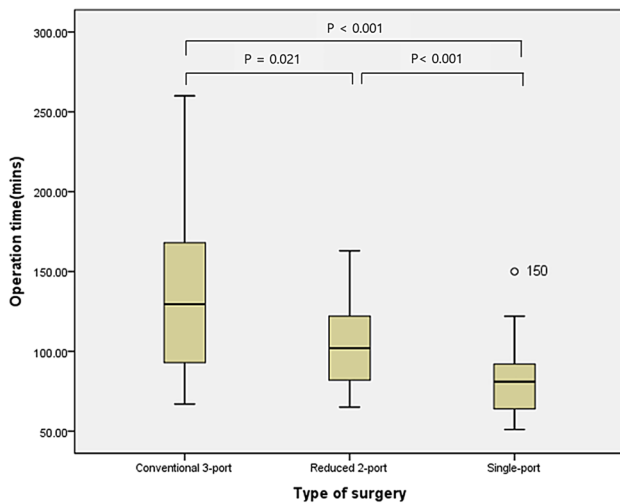 P < 0.001
P = 0.021
P< 0.001
300.00
250.00
200.00
150.00
100.00
50.00
150
Operation time(mins)
Conventional 3-port
Reduced 2-port
Single-port
Type of surgery